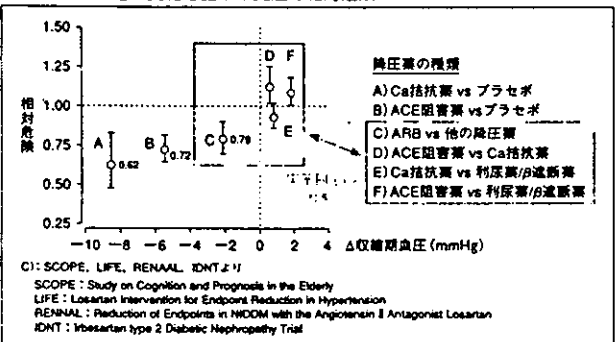 1.50
1.25
1.00
0.75
0.50
0.25
相対危険
A
0.62
B
0.72
C
0.79
D
F
E
−10 −8 −6 −4 −2 0 2 4
Δ収縮期血圧(mmHg)
降圧薬の種類
A)Ca拮抗薬 vs プラセボ
B)ACE阻害薬 vsプラセボ
C)ARB vs 他の降圧薬
D)ACE阻害薬 vs Ca拮抗薬
E)Ca拮抗薬 vs 利尿薬/β遮断薬
F)ACE阻害薬 vs 利尿薬/β遮断薬
C):SCOPE, LIFE, RENAAL, IDNTより
SCOPE:Study on Cognition and Prognosis in the Elderly
LIFE:Losartan Intervention for Endpoint Reduction in Hypertension
RENNAL:Reduction of Endpoints in NIDDM with the Angiotensin Ⅱ Antagonist Losartan
IDNT:Irbesartan type 2 Diabetic Nephropathy Trial